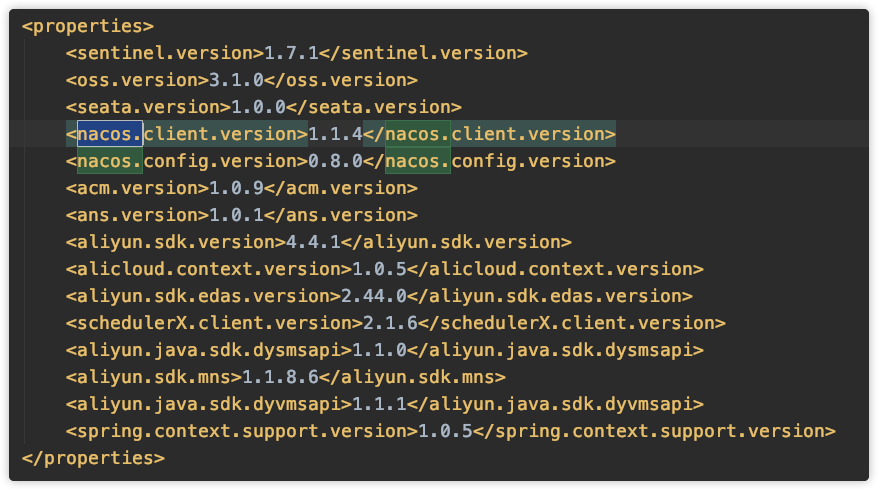 <properties>
<sentinel.version>1.7.1</sentinel.version>
<oss.version>3.1.0</oss.version>
<seata.version>1.0.0</seata.version>
<nacos.client.version>1.1.4</nacos.client.version>
<nacos.config.version>0.8.0</nacos.config.version>
<acm.version>1.0.9</acm.version>
<ans.version>1.0.1</ans.version>
<aliyun.sdk.version>4.4.1</aliyun.sdk.version>
<alicloud.context.version>1.0.5</alicloud.context.version>
<aliyun.sdk.edas.version>2.44.0</aliyun.sdk.edas.version>
<schedulerX.client.version>2.1.6</schedulerX.client.version>
<aliyun.java.sdk.dysmsapi>1.1.0</aliyun.java.sdk.dysmsapi>
<aliyun.sdk.mns>1.1.8.6</aliyun.sdk.mns>
<aliyun.java.sdk.dyvmsapi>1.1.1</aliyun.java.sdk.dyvmsapi>
<spring.context.support.version>1.0.5</spring.context.support.version>
</properties>